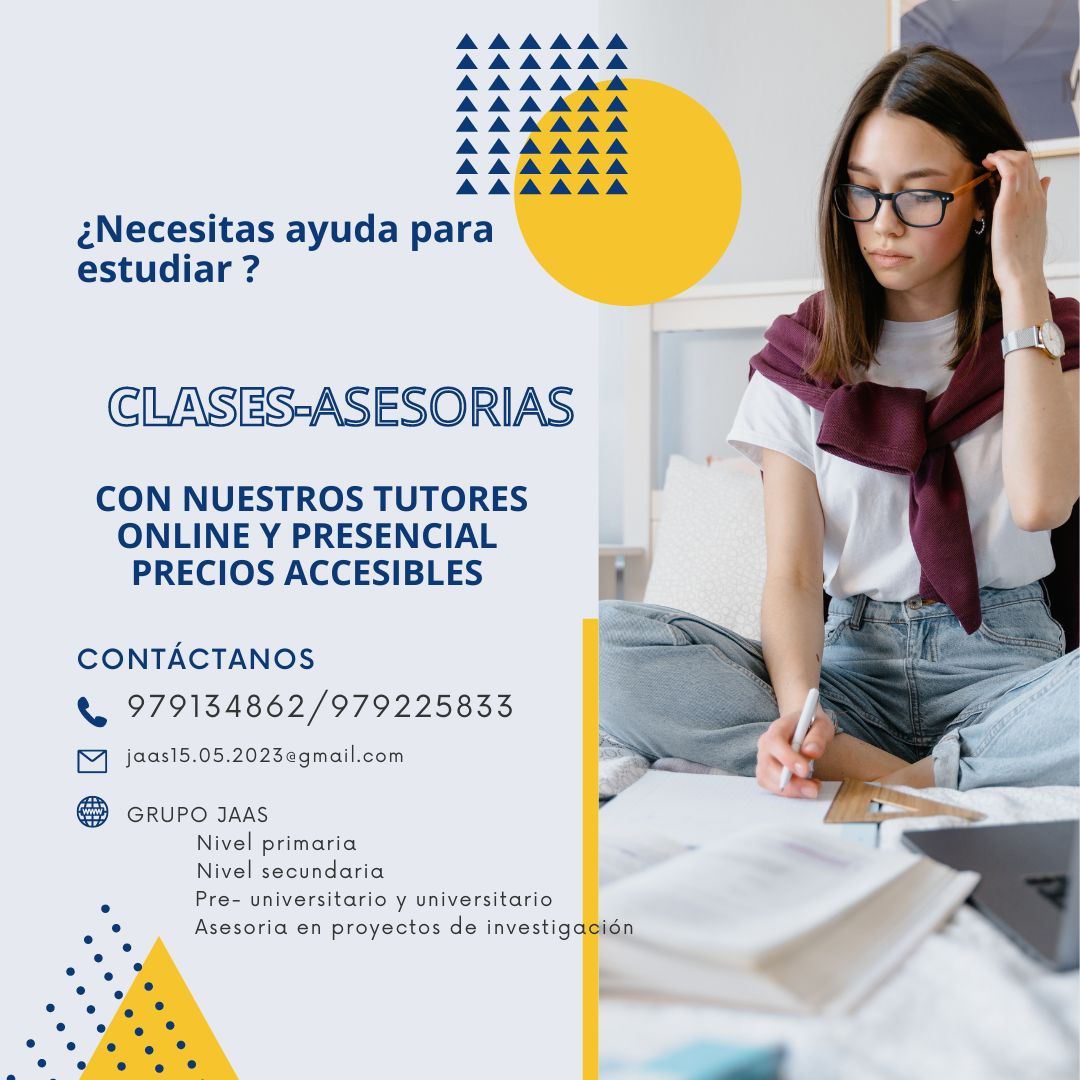 ¿Necesitas ayuda para
estudiar ?
CLASES-ASESORIAS
CON NUESTROS TUTORES
ONLINE Y PRESENCIAL
PRECIOS ACCESIBLES
CONTÁCTANOS
979134862/979225833
jaas15.05.2023@gmail.com
WWW
GRUPO JAAS
Nivel primaria
Nivel secundaria
Pre- universitario y universitario
Asesoria en proyectos de investigación